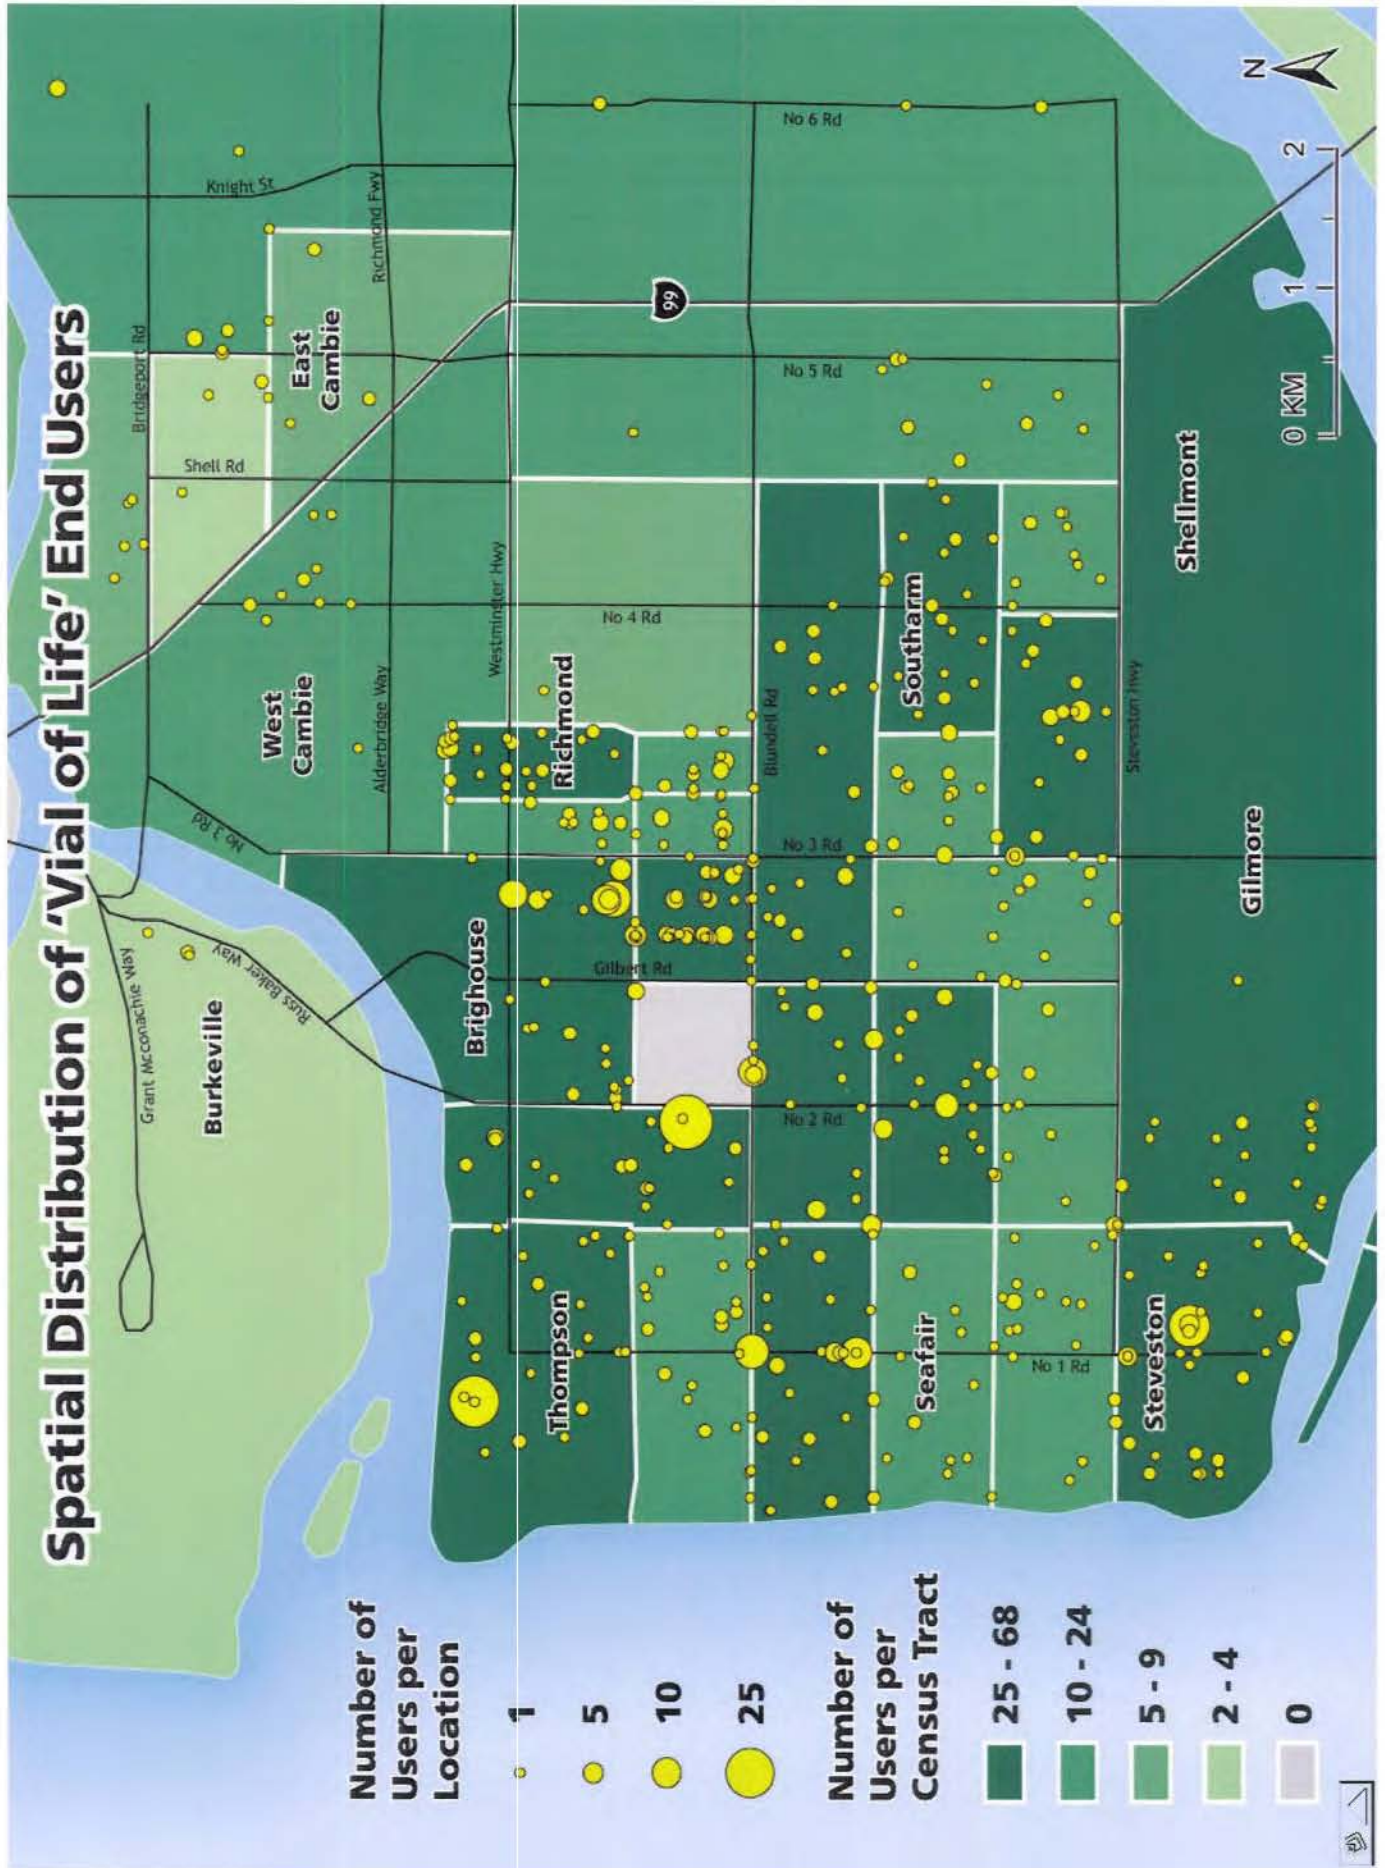 Spatial Distribution of 'Vial of Life' End Users
Knight St
Bridgeport Rd
Richmond Fwy
East
Cambie
Shell Rd
No 6 Rd
N
99
No 5 Rd
0 KM
1
2
West
Cambie
No 3 Rd
Alderbridge Way
Westminster Hwy
No 4 Rd
Richmond
Blundell Rd
Southarm
Steveston Hwy
Shellmont
Grant Mcconachie Way
Russ Baker Way
Burkeville
Brighouse
Gilbert Rd
No 3 Rd
Gilmore
No 2 Rd
Thompson
Seafair
No 1 Rd
Steveston
Number of
Users per
Location
1
5
10
25
Number of
Users per
Census Tract
25 - 68
10 - 24
5 - 9
2 - 4
0